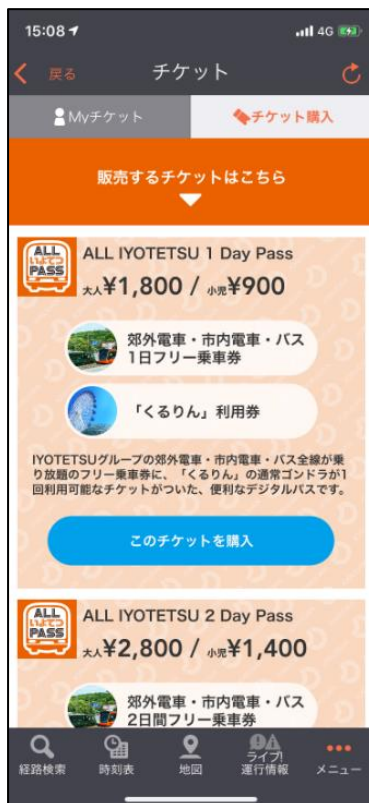 15:08
4G
戻る
チケット
Myチケット
チケット購入
販売するチケットはこちら
ALL
いよてつ
PASS
ALL IYOTETSU 1 Day Pass
大人¥1,800 / 小児¥900
郊外電車・市内電車・バス
1日フリー乗車券
「くるりん」利用券
IYOTETSUグループの郊外電車・市内電車・バス全線が乗
り放題のフリー乗車券に、「くるりん」の通常ゴンドラが1
回利用可能なチケットがついた、便利なデジタルパスです。
このチケットを購入
ALL
いよてつ
PASS
ALL IYOTETSU 2 Day Pass
大人¥2,800 / 小児¥1,400
郊外電車・市内電車・バス
2日間フリー乗車券
経路検索
時刻表
地図
ライブ!
運行情報
メニュー